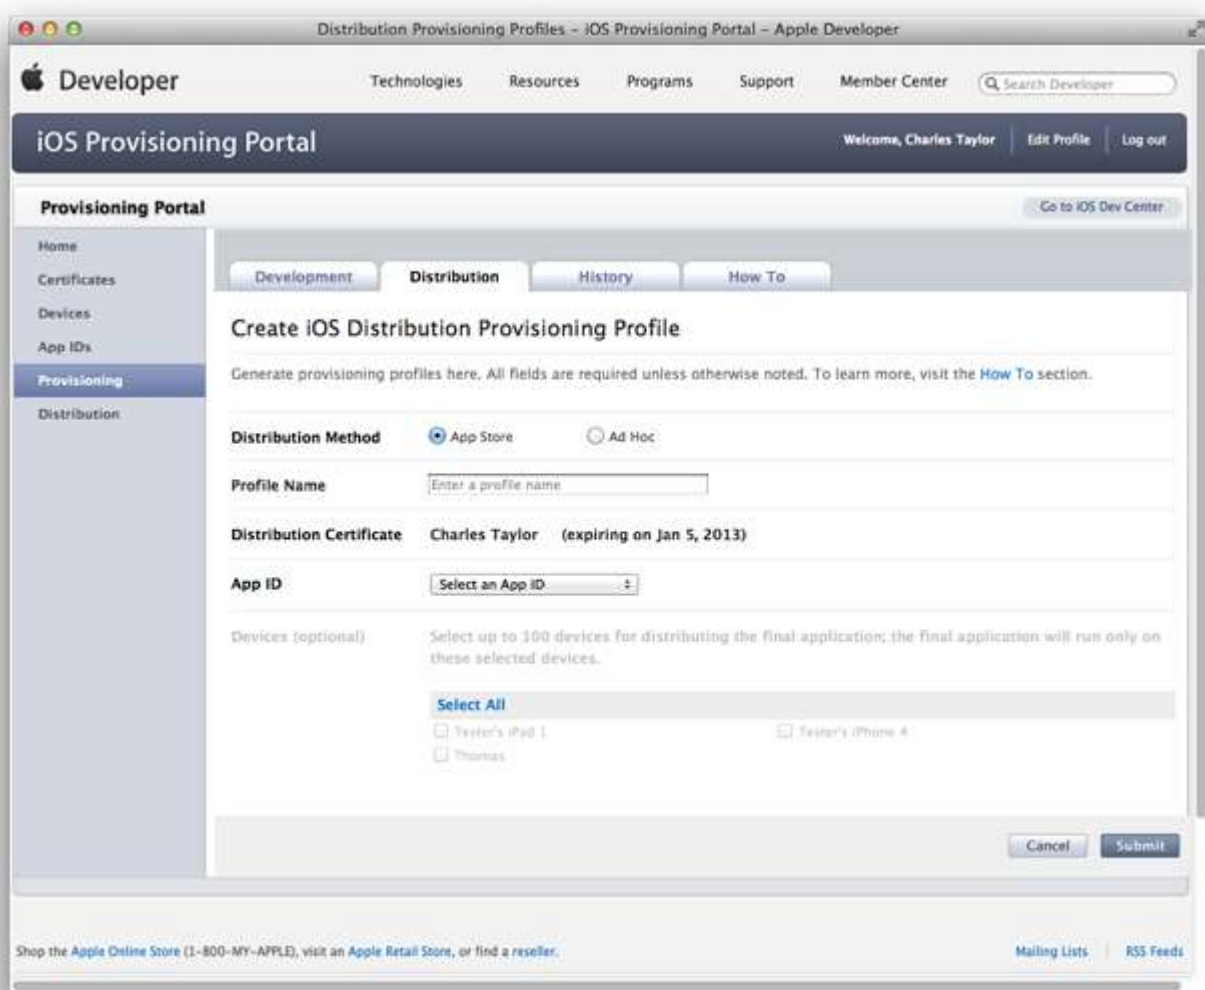 Distribution Provisioning Profiles – iOS Provisioning Portal – Apple Developer
Developer
Technologies Resources Programs Support Member Center Search Developer
iOS Provisioning Portal
Welcome, Charles Taylor Edit Profile Log out
Provisioning Portal
Go to iOS Dev Center
Home
Certificates
Devices
App IDs
Provisioning
Distribution
Development Distribution History How To
Create iOS Distribution Provisioning Profile
Generate provisioning profiles here. All fields are required unless otherwise noted. To learn more, visit the How To section.
Distribution Method App Store Ad Hoc
Profile Name Enter a profile name
Distribution Certificate Charles Taylor (expiring on Jan 5, 2013)
App ID Select an App ID
Devices (optional) Select up to 100 devices for distributing the final application; the final application will run only on
these selected devices.
Select All
Tester's iPad 1 Tester's iPhone 4
Thomas
Cancel Submit
Shop the Apple Online Store (1-800-MY-APPLE), visit an Apple Retail Store, or find a reseller.
Mailing Lists RSS Feeds